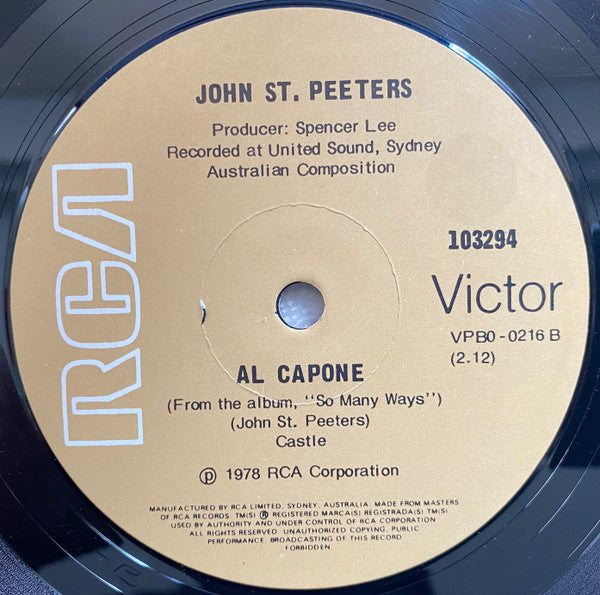 JOHN ST. PEETERS
Producer: Spencer Lee
Recorded at United Sound, Sydney
Australian Composition
RCA
103294
Victor
VPBO-0216 B
(2.12)
AL CAPONE
(From the album, "So Many Ways")
(John St. Peeters)
Castle
℗ 1978 RCA Corporation
MANUFACTURED BY RCA LIMITED, SYDNEY, AUSTRALIA. MADE FROM MASTERS
OF RCA RECORDS. TM(S) ® REGISTERED MARCA(S) REGISTRADA(S) TM(S)
USED BY AUTHORITY AND UNDER CONTROL OF RCA CORPORATION
ALL RIGHTS RESERVED. UNAUTHORIZED COPYING, PUBLIC
PERFORMANCE, BROADCASTING OF THIS RECORD
FORBIDDEN.